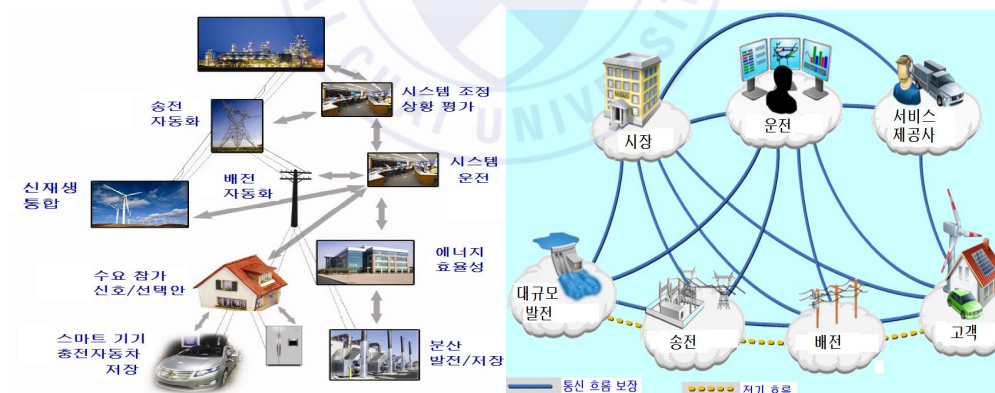 송전
자동화
시스템 조정
상황 평가
신재생
통합
배전
자동화
시스템
운전
수요 참가
신호/선택안
에너지
효율성
스마트 기기
충전자동차
저장
분산
발전/저장
시장
운전
서비스
제공사
대규모
발전
송전
배전
고객
통신 흐름 보장
전기 흐름
UNIV